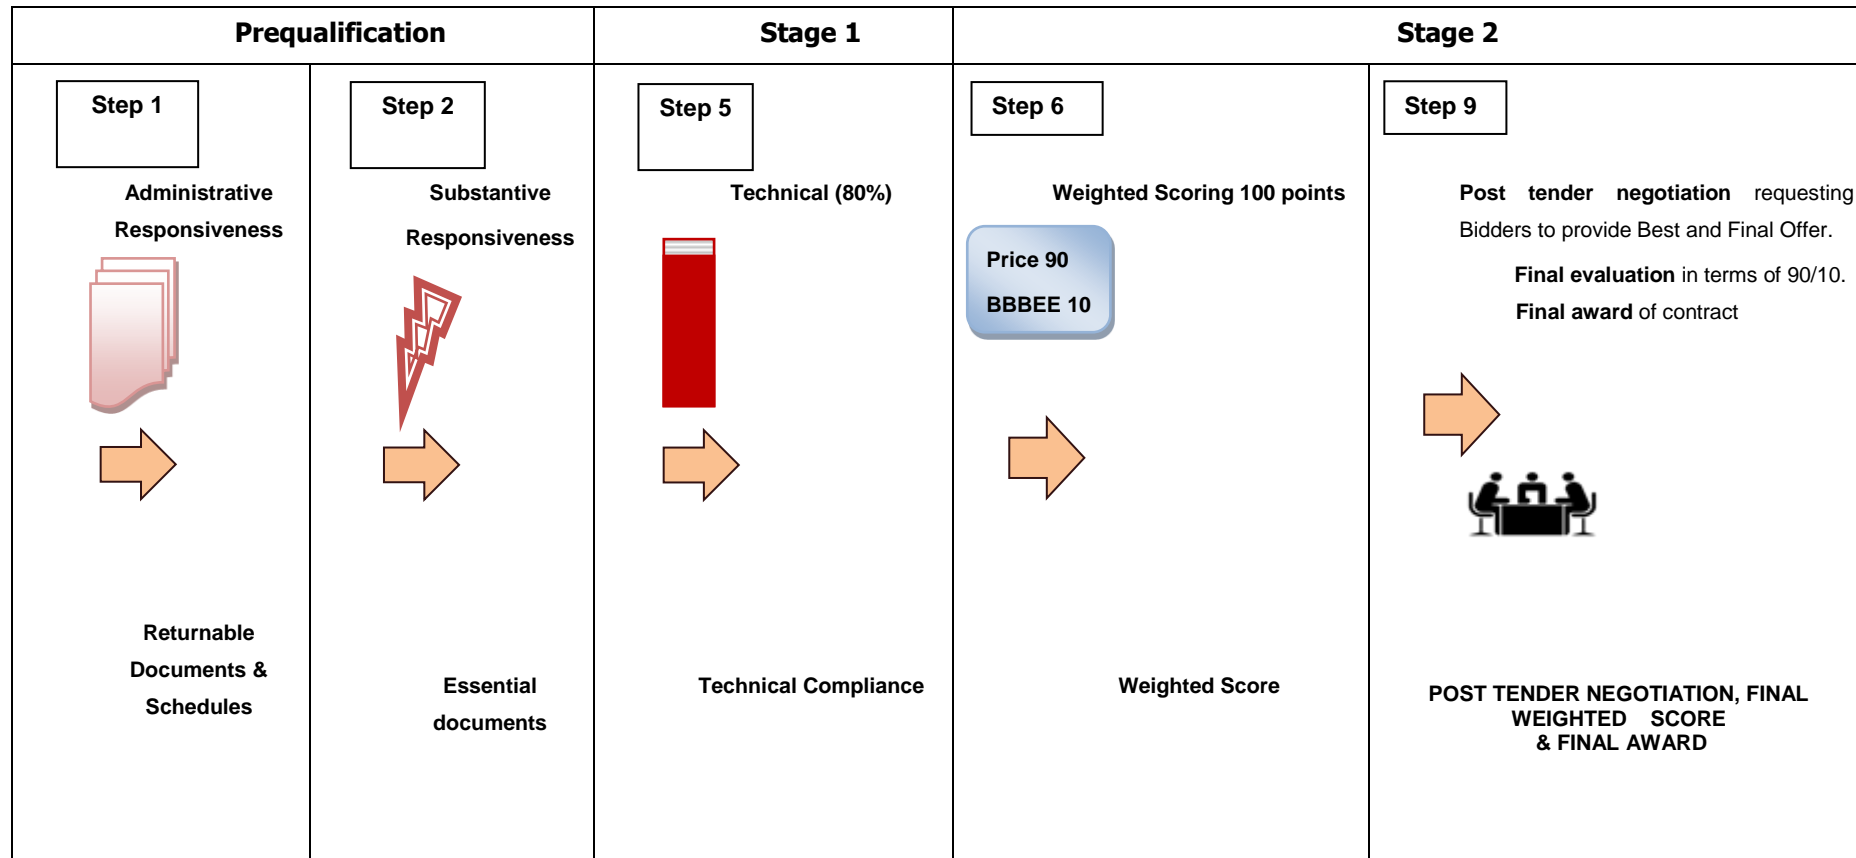 Prequalification
Stage 1
Stage 2
Step 1
Administrative
Responsiveness
Returnable
Documents &
Schedules
Step 2
Substantive
Responsiveness
Essential
documents
Step 5
Technical (80%)
Technical Compliance
Step 6
Weighted Scoring 100 points
Price 90
BBBEE 10
Weighted Score
Step 9
Post tender negotiation requesting
Bidders to provide Best and Final Offer.
Final evaluation in terms of 90/10.
Final award of contract
POST TENDER NEGOTIATION, FINAL
WEIGHTED SCORE
& FINAL AWARD